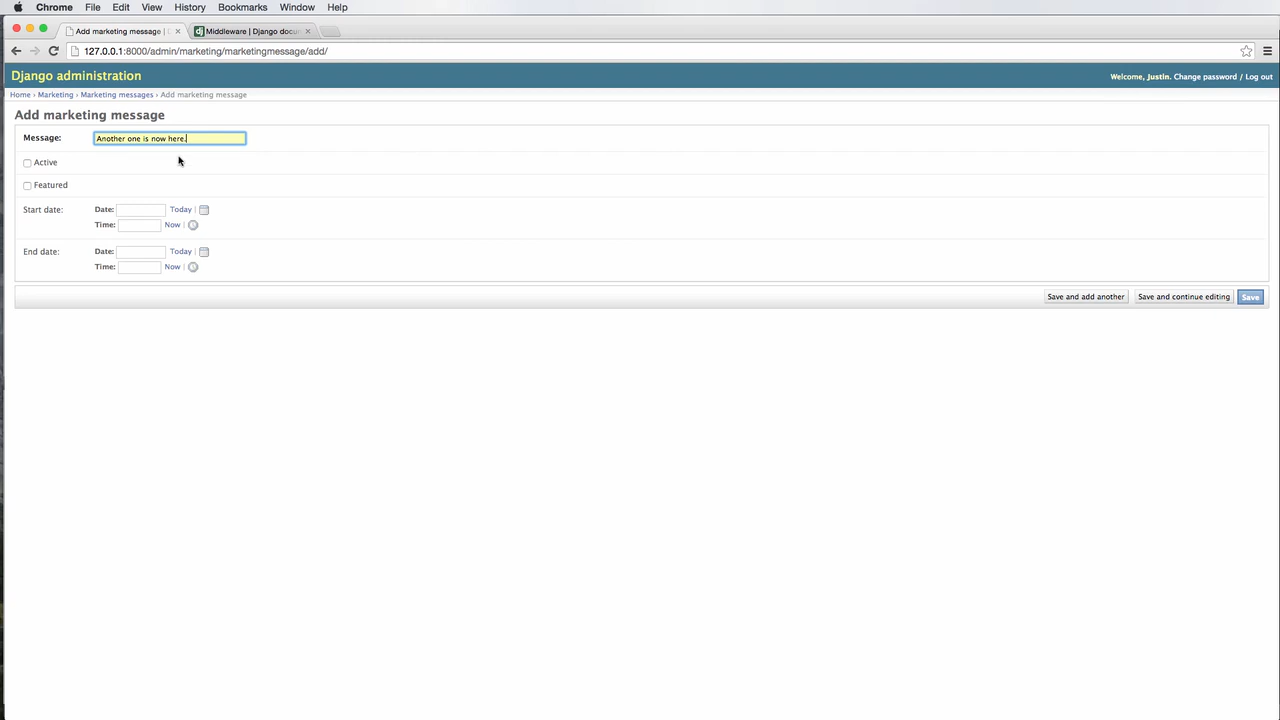 Chrome File Edit View History Bookmarks Window Help
Add marketing message | Middleware | Django docu
127.0.0.1:8000/admin/marketing/marketingmessage/add/
Django administration Welcome, Justin. Change password / Log out
Home › Marketing › Marketing messages › Add marketing message
Add marketing message
Message: Another one is now here.
Active
Featured
Start date: Date: Today |
Time: Now |
End date: Date: Today |
Time: Now |
Save and add another Save and continue editing Save